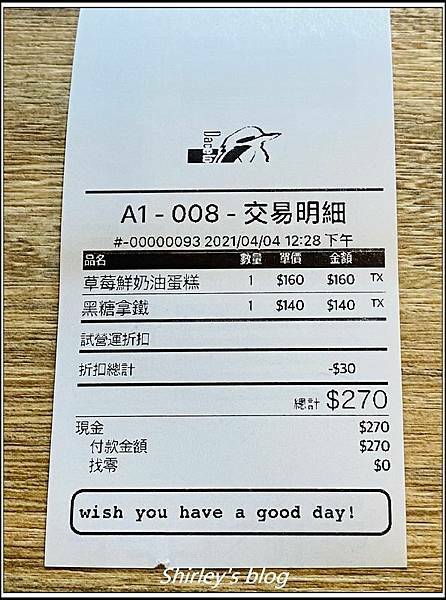 A1 - 008 - 交易明細
#-00000093 2021/04/04 12:28 下午
品名 數量 單價 金額
草莓鮮奶油蛋糕 1 $160 $160 TX
黑糖拿鐵 1 $140 $140 TX
試營運折扣
折扣總計 -$30
總計 $270
現金 $270
付款金額 $270
找零 $0
wish you have a good day!
Shirley's blog